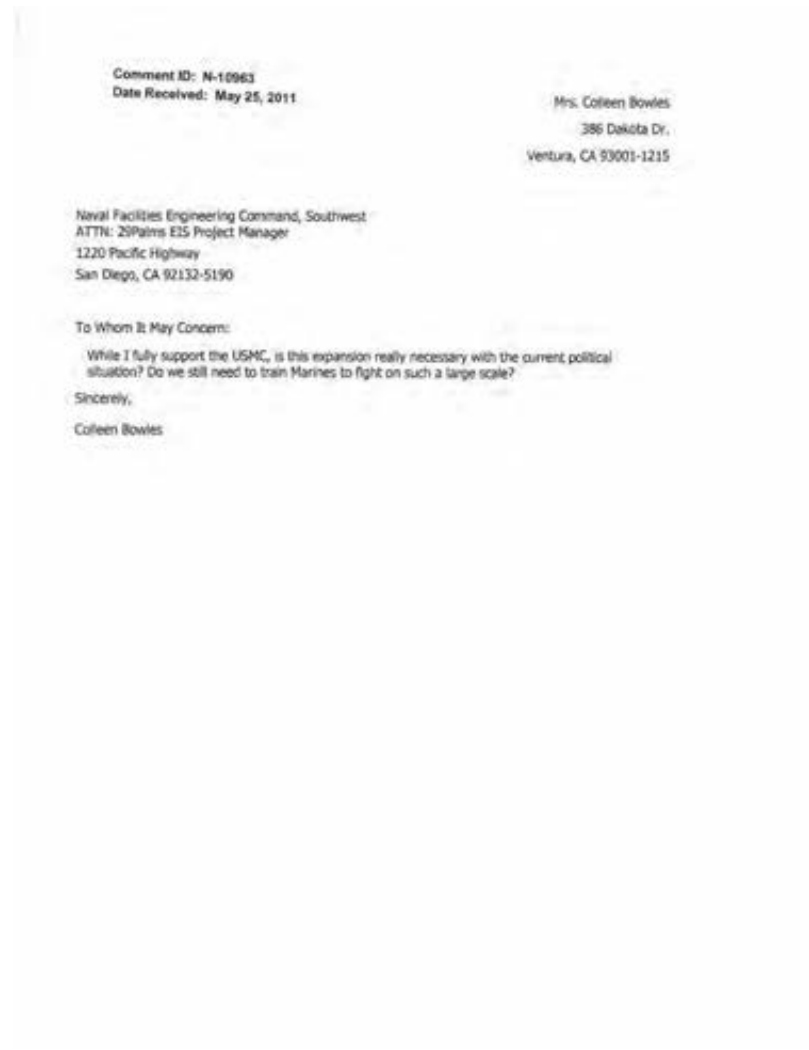 Comment ID: N-10963
Date Received: May 25, 2011
Mrs. Colleen Bowles
386 Dakota Dr.
Ventura, CA 93001-1215
Naval Facilities Engineering Command, Southwest
ATTN: 29Palms EIS Project Manager
1220 Pacific Highway
San Diego, CA 92132-5190
To Whom It May Concern:
While I fully support the USMC, is this expansion really necessary with the current political
situation? Do we still need to train Marines to fight on such a large scale?
Sincerely,
Colleen Bowles